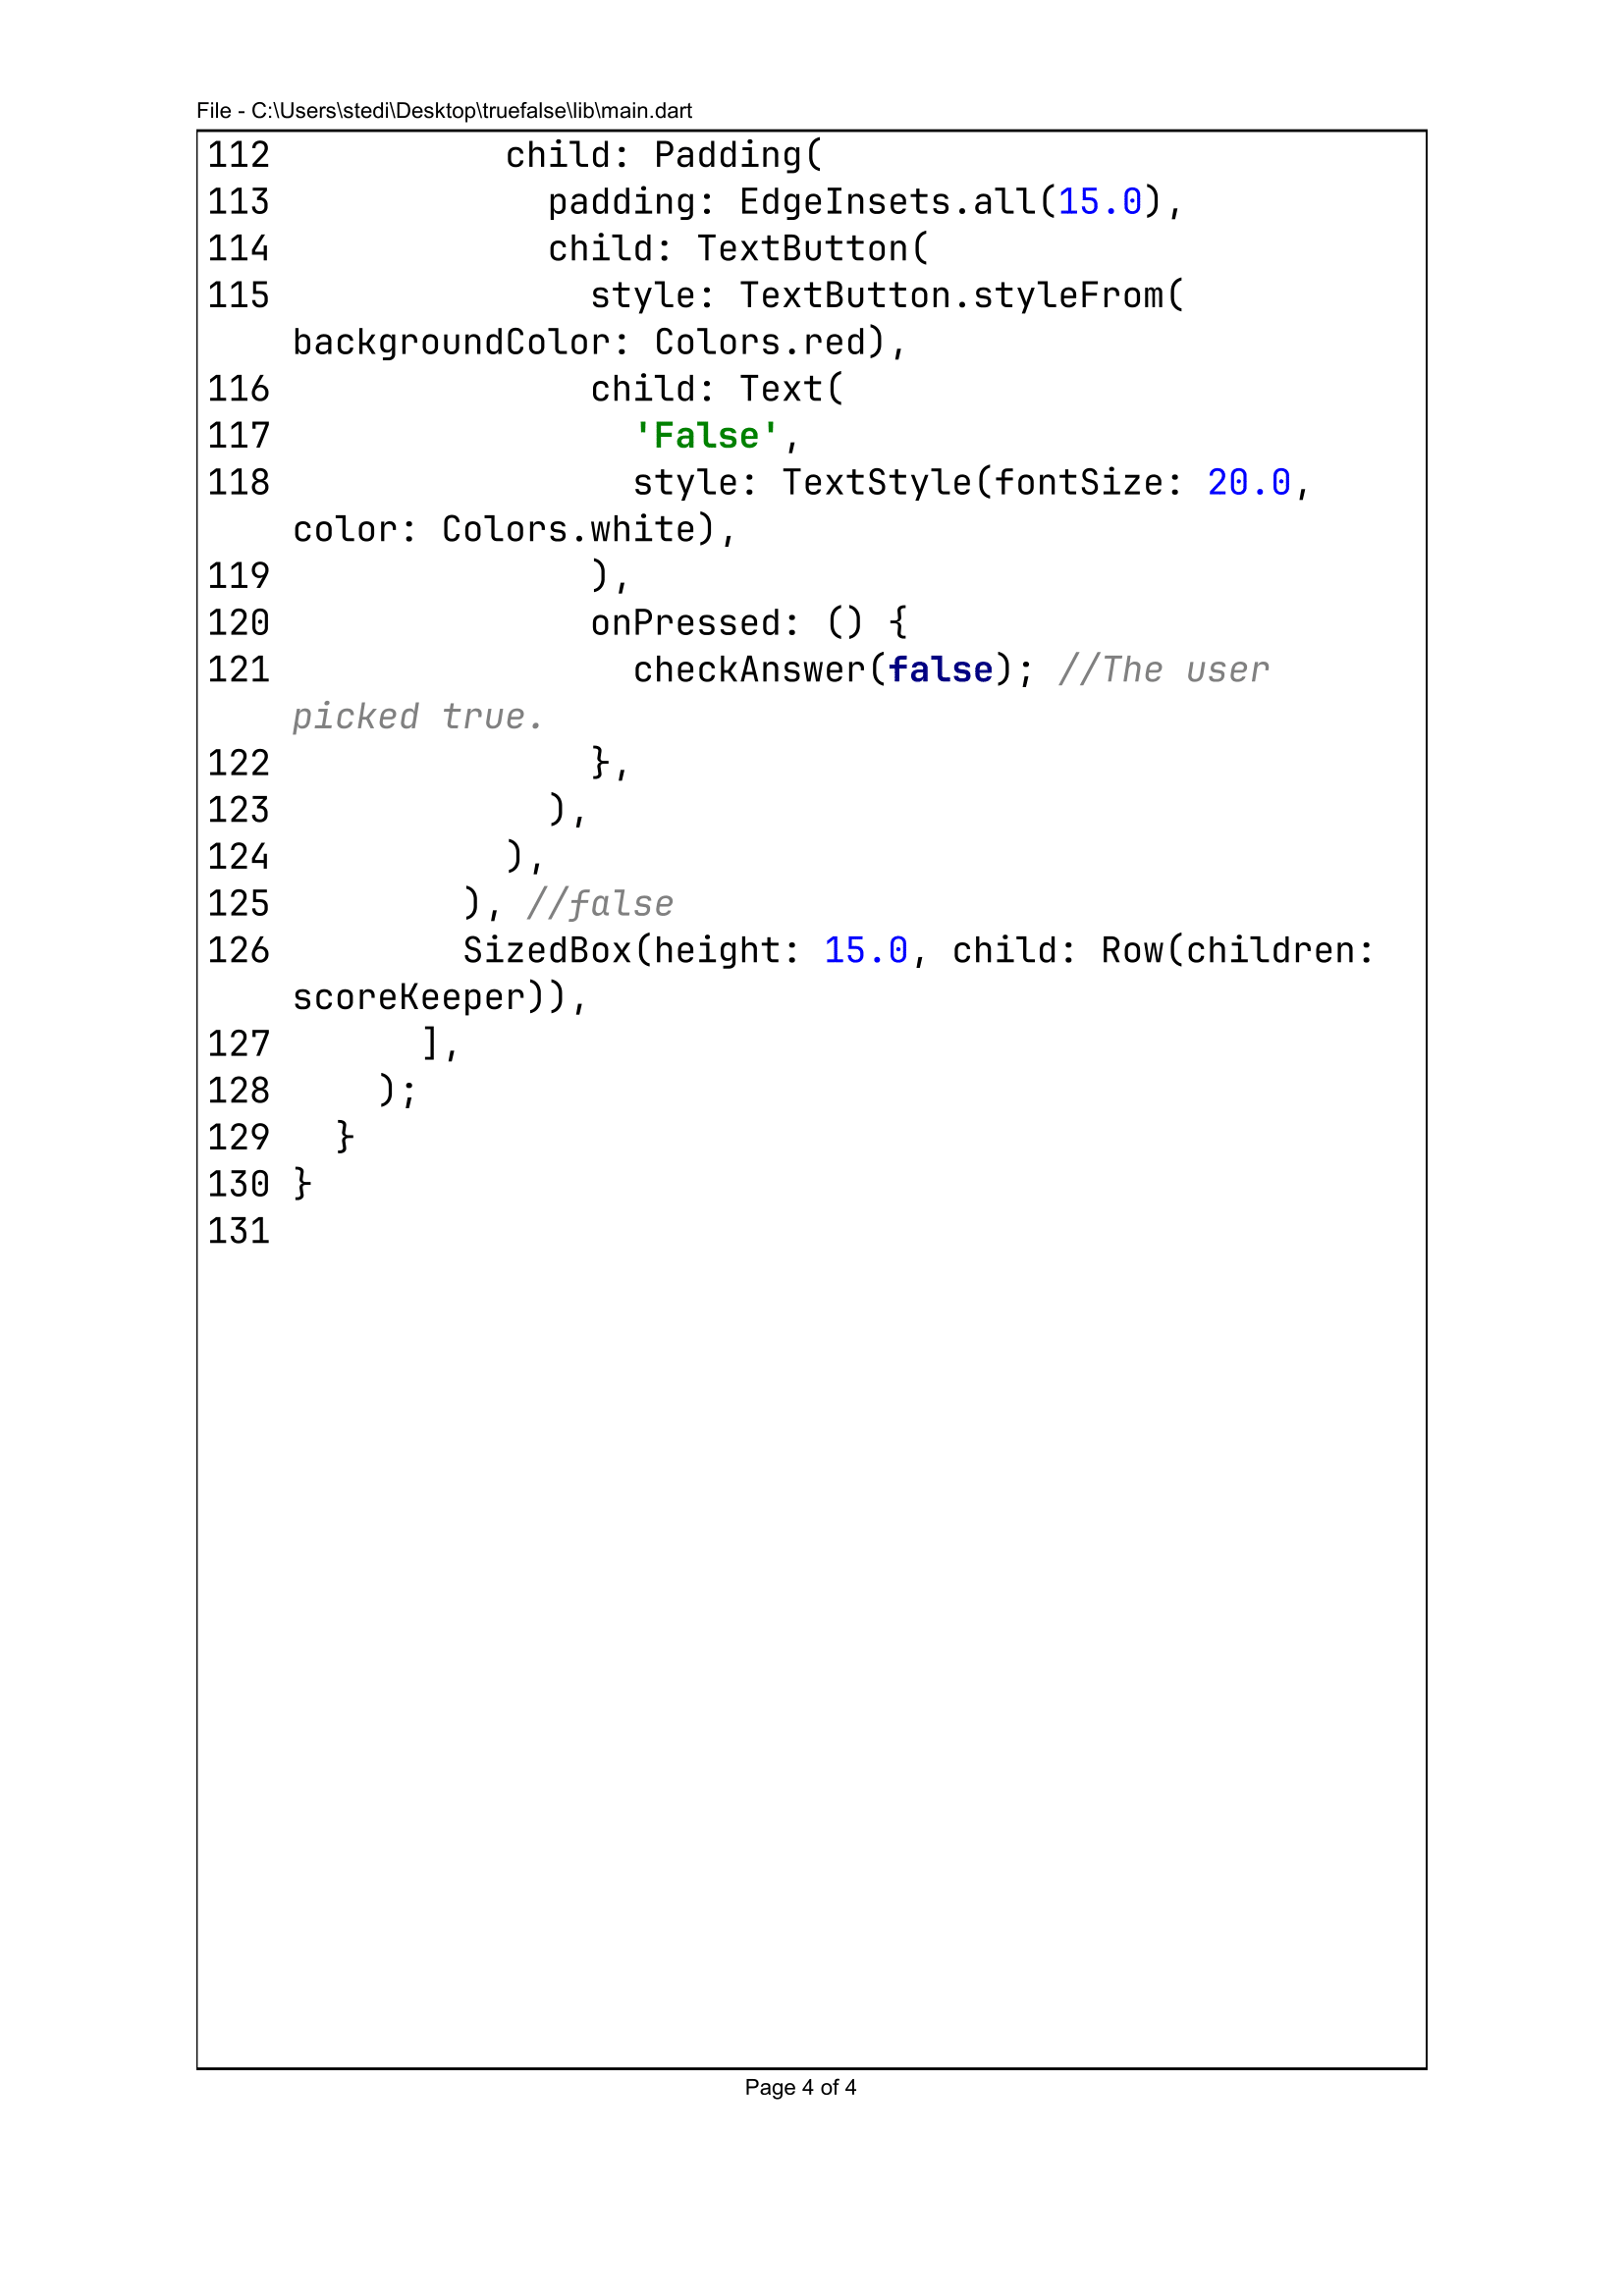 File - C:\Users\stedi\Desktop\truefalse\lib\main.dart
112           child: Padding(
113             padding: EdgeInsets.all(15.0),
114             child: TextButton(
115               style: TextButton.styleFrom(
    backgroundColor: Colors.red),
116               child: Text(
117                 'False',
118                 style: TextStyle(fontSize: 20.0,
    color: Colors.white),
119               ),
120               onPressed: () {
121                 checkAnswer(false); //The user
    picked true.
122               },
123             ),
124           ),
125         ), //false
126         SizedBox(height: 15.0, child: Row(children:
    scoreKeeper)),
127       ],
128     );
129   }
130 }
131
Page 4 of 4